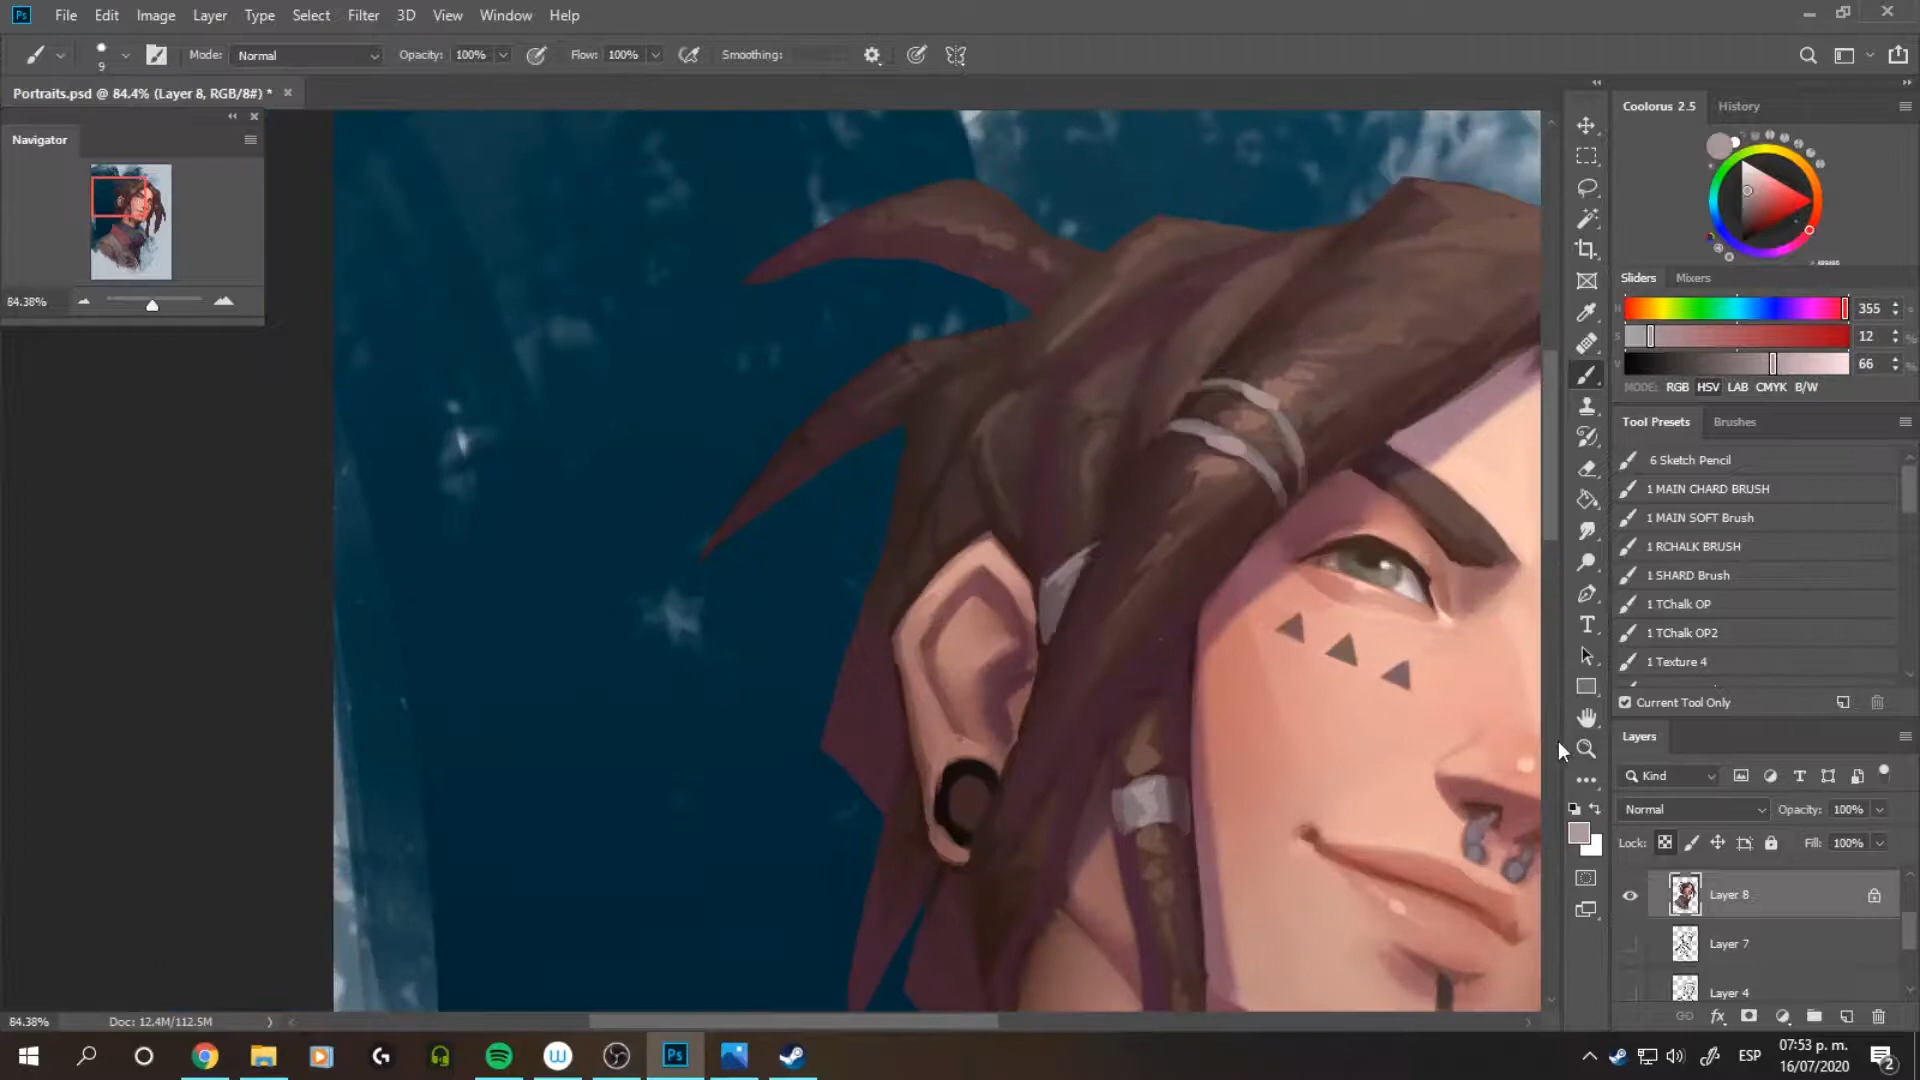 Ps File Edit Image Layer Type Select Filter 3D View Window Help
9 Mode: Normal Opacity: 100% Flow: 100% Smoothing:
Portraits.psd @ 84.4% (Layer 8, RGB/8#) *
Navigator
84.38%
Coolorus 2.5 History
Sliders Mixers
H 355 °
S 12 %
V 66 %
MODE: RGB HSV LAB CMYK B/W
Tool Presets Brushes
6 Sketch Pencil
1 MAIN CHARD BRUSH
1 MAIN SOFT Brush
1 RCHALK BRUSH
1 SHARD Brush
1 TChalk OP
1 TChalk OP2
1 Texture 4
Current Tool Only
Layers
Kind
Normal Opacity: 100%
Lock: Fill: 100%
Layer 8
Layer 7
Layer 4
84.38% Doc: 12.4M/112.5M
Ps ESP 07:53 p. m.
16/07/2020 2